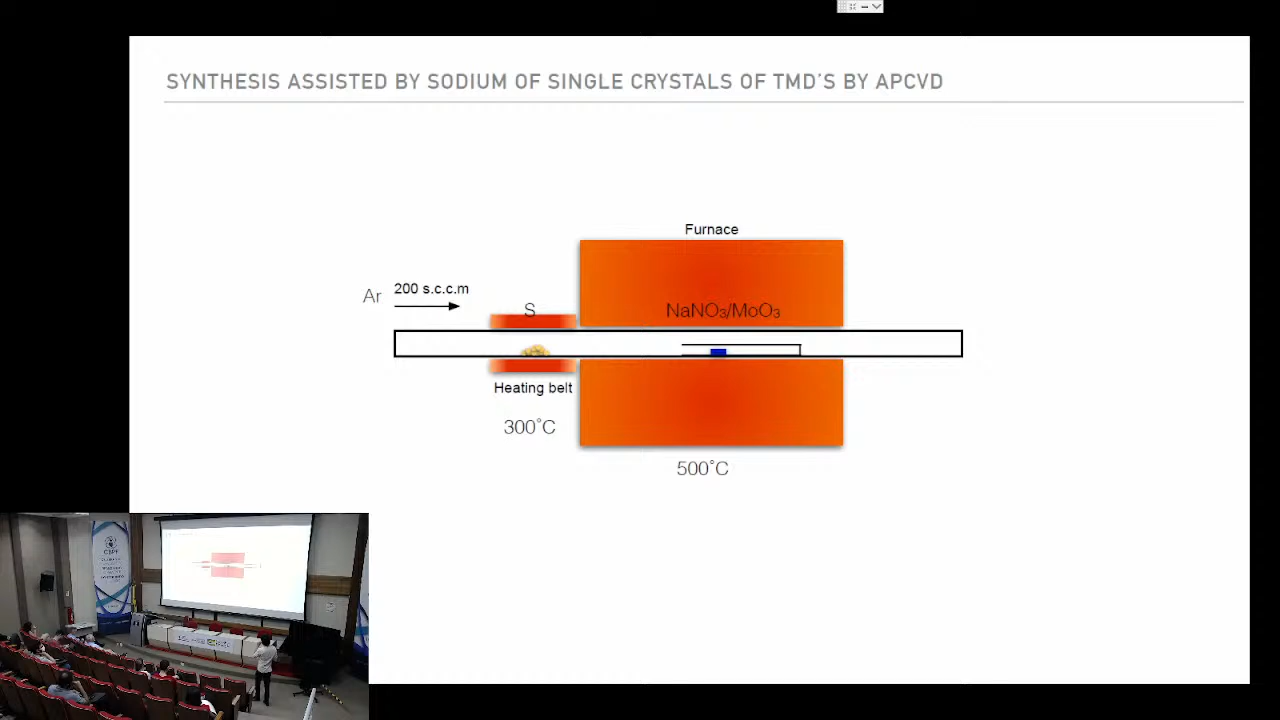 SYNTHESIS ASSISTED BY SODIUM OF SINGLE CRYSTALS OF TMD'S BY APCVD
Furnace
Ar
200 s.c.c.m
S
NaNO₃/MoO₃
Heating belt
300˚C
500˚C
CBPF